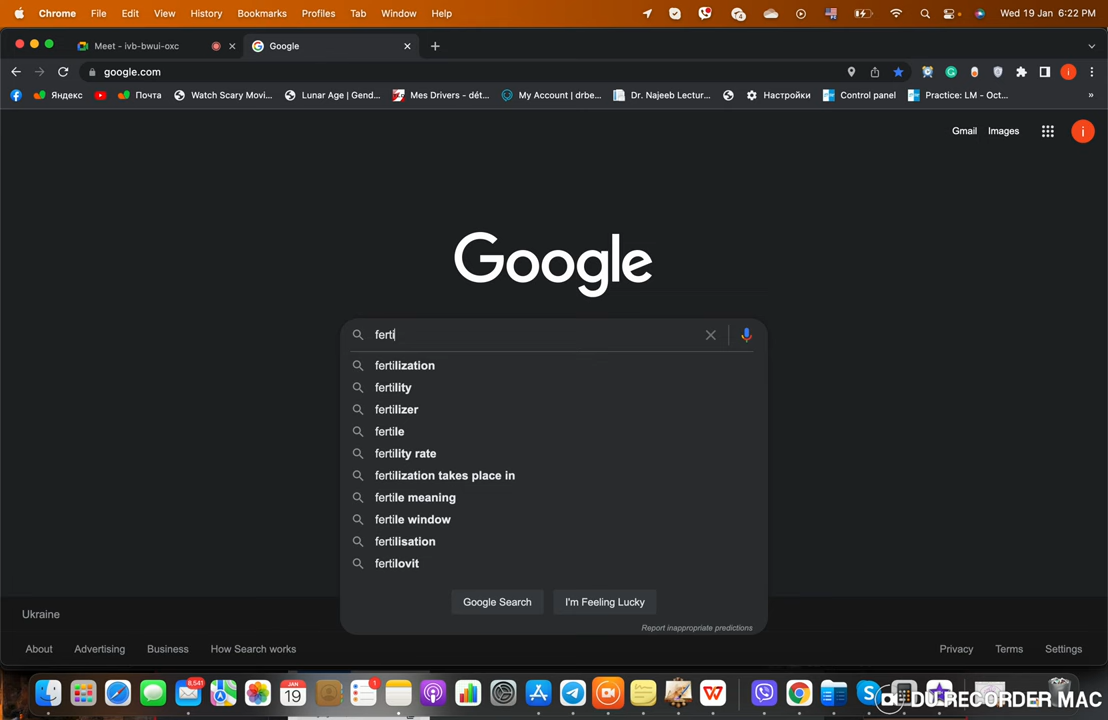 Chrome File Edit View History Bookmarks Profiles Tab Window Help Wed 19 Jan 6:22 PM
Meet - ivb-bwui-oxc Google
google.com
Яндекс Почта Watch Scary Movi... Lunar Age | Gend... Mes Drivers - dét... My Account | drbe... Dr. Najeeb Lectur... Настройки Control panel Practice: LM - Oct... »
Gmail Images i
Google
ferti
fertilization
fertility
fertilizer
fertile
fertility rate
fertilization takes place in
fertile meaning
fertile window
fertilisation
fertilovit
Google Search I'm Feeling Lucky
Report inappropriate predictions
Ukraine
About Advertising Business How Search works Privacy Terms Settings
8,541 JAN 19 1
DU RECORDER MAC